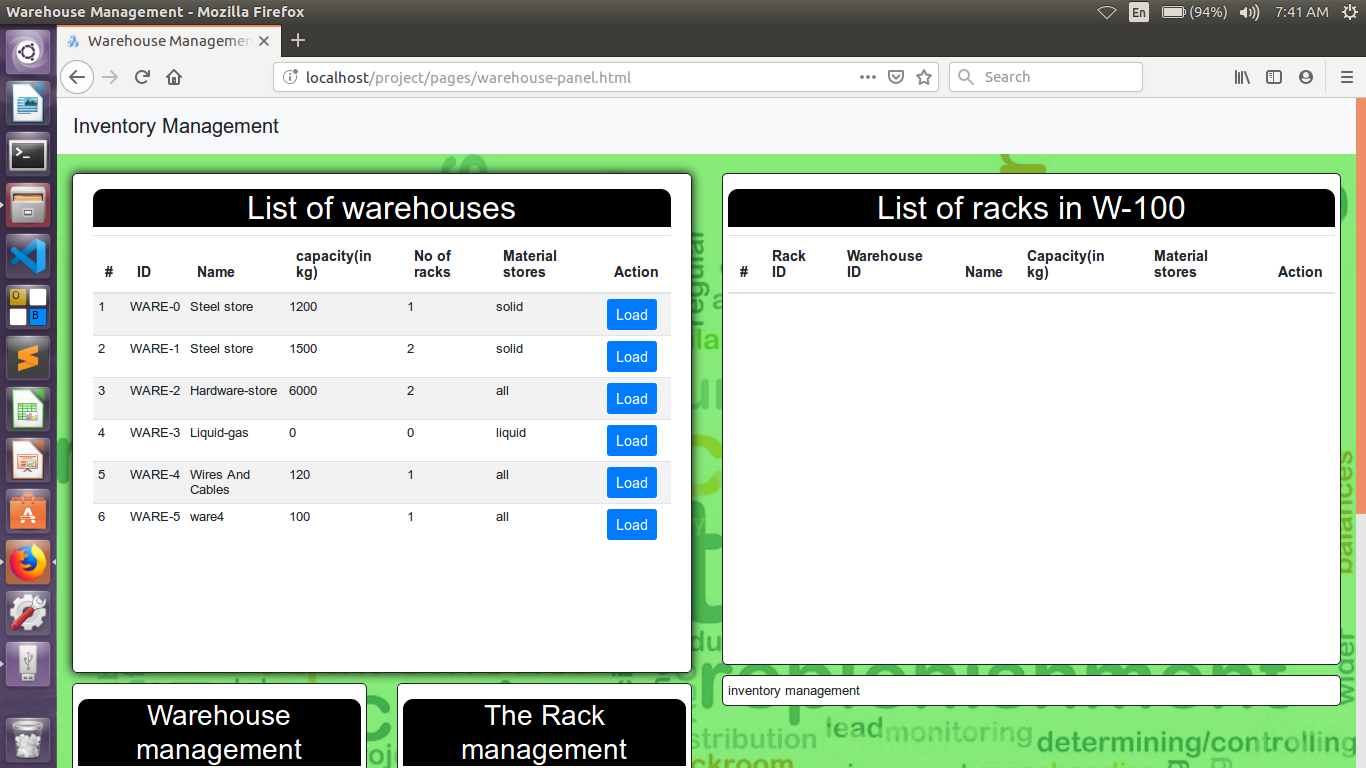 Warehouse Management - Mozilla Firefox
En
(94%)
7:41 AM
Warehouse Managemen
localhost/project/pages/warehouse-panel.html
Search
Inventory Management
List of warehouses
# ID Name capacity(in kg) No of racks Material stores Action
1 WARE-0 Steel store 1200 1 solid Load
2 WARE-1 Steel store 1500 2 solid Load
3 WARE-2 Hardware-store 6000 2 all Load
4 WARE-3 Liquid-gas 0 0 liquid Load
5 WARE-4 Wires And Cables 120 1 all Load
6 WARE-5 ware4 100 1 all Load
List of racks in W-100
# Rack ID Warehouse ID Name Capacity(in kg) Material stores Action
inventory management
Warehouse
management
The Rack
management
regular
balances
wider
replenishment
lead monitoring
determining/controlling